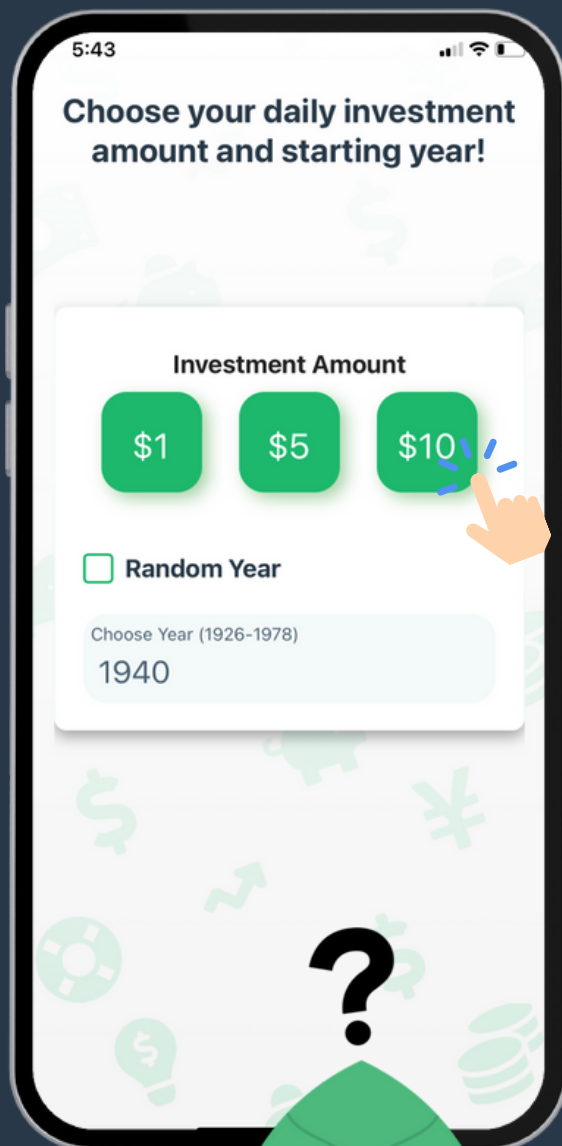 5:43
Choose your daily investment
amount and starting year!
Investment Amount
$1 $5 $10
Random Year
Choose Year (1926-1978)
1940
?